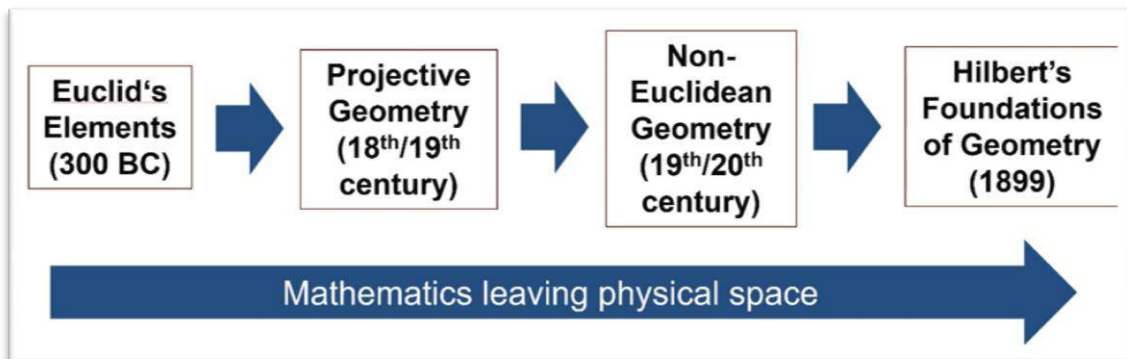 Euclid‘s
Elements
(300 BC)
Projective
Geometry
(18th/19th
century)
Non-
Euclidean
Geometry
(19th/20th
century)
Hilbert’s
Foundations
of Geometry
(1899)
Mathematics leaving physical space